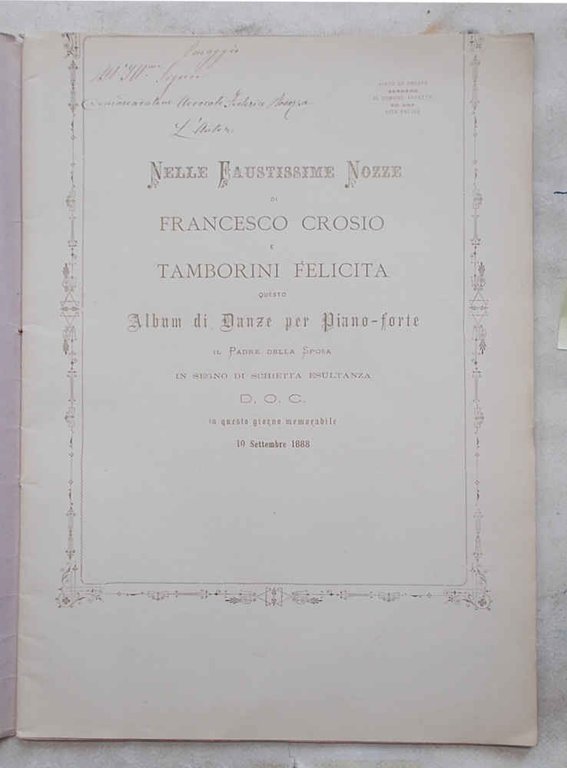 Omaggio
All' Ill.mo Signor
Commendatore Avvocato
L'Autore
NELLE FAUSTISSIME NOZZE
DI
FRANCESCO CROSIO
E
TAMBORINI FELICITA
QUESTO
Album di Danze per Piano-forte
IL PADRE DELLA SPOSA
IN SEGNO DI SCHIETTA ESULTANZA
D. O. C.
in questo giorno memorabile
19 Settembre 1888